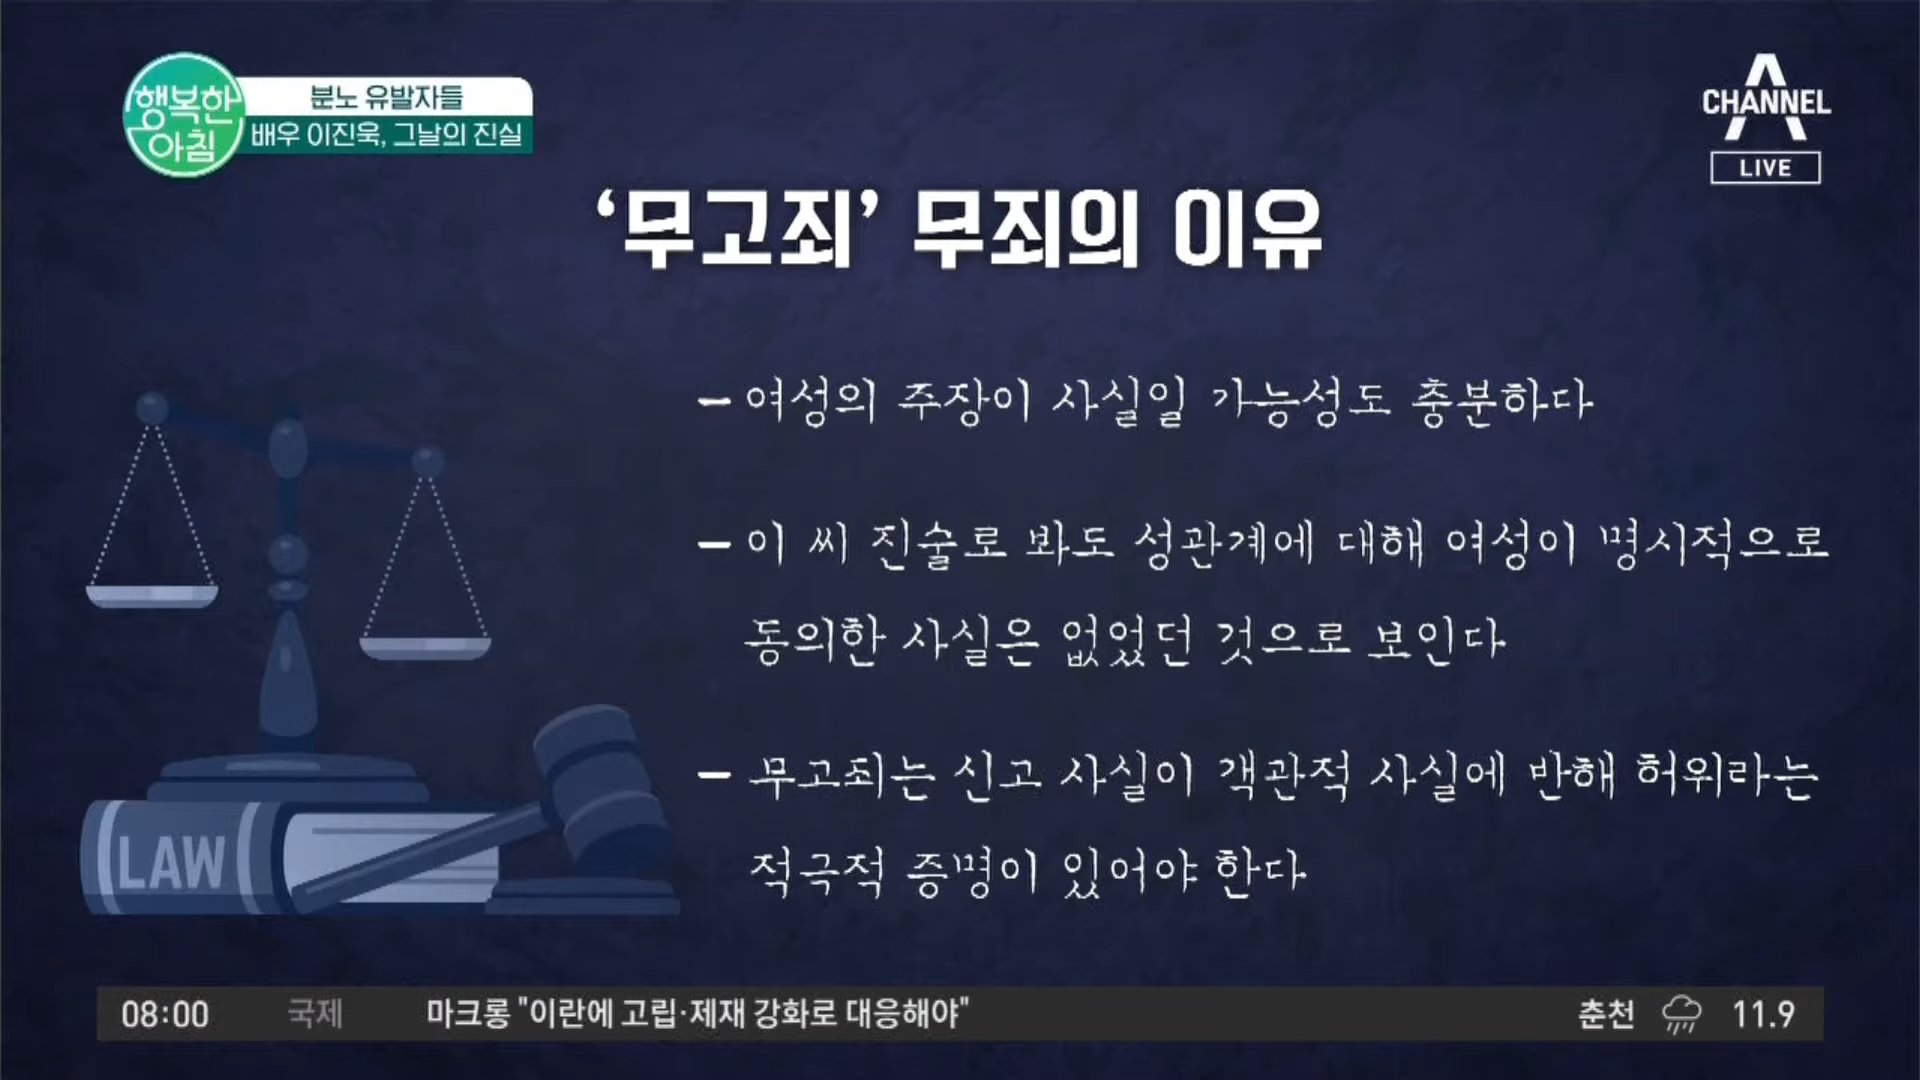 행복한
아침
분노 유발자들
배우 이진욱, 그날의 진실
CHANNEL A
LIVE
‘무고죄’ 무죄의 이유
- 여성의 주장이 사실일 가능성도 충분하다
- 이 씨 진술로 봐도 성관계에 대해 여성이 명시적으로
동의한 사실은 없었던 것으로 보인다
- 무고죄는 신고 사실이 객관적 사실에 반해 허위라는
적극적 증명이 있어야 한다
LAW
08:00 국제 마크롱 "이란에 고립·제재 강화로 대응해야" 춘천 11.9